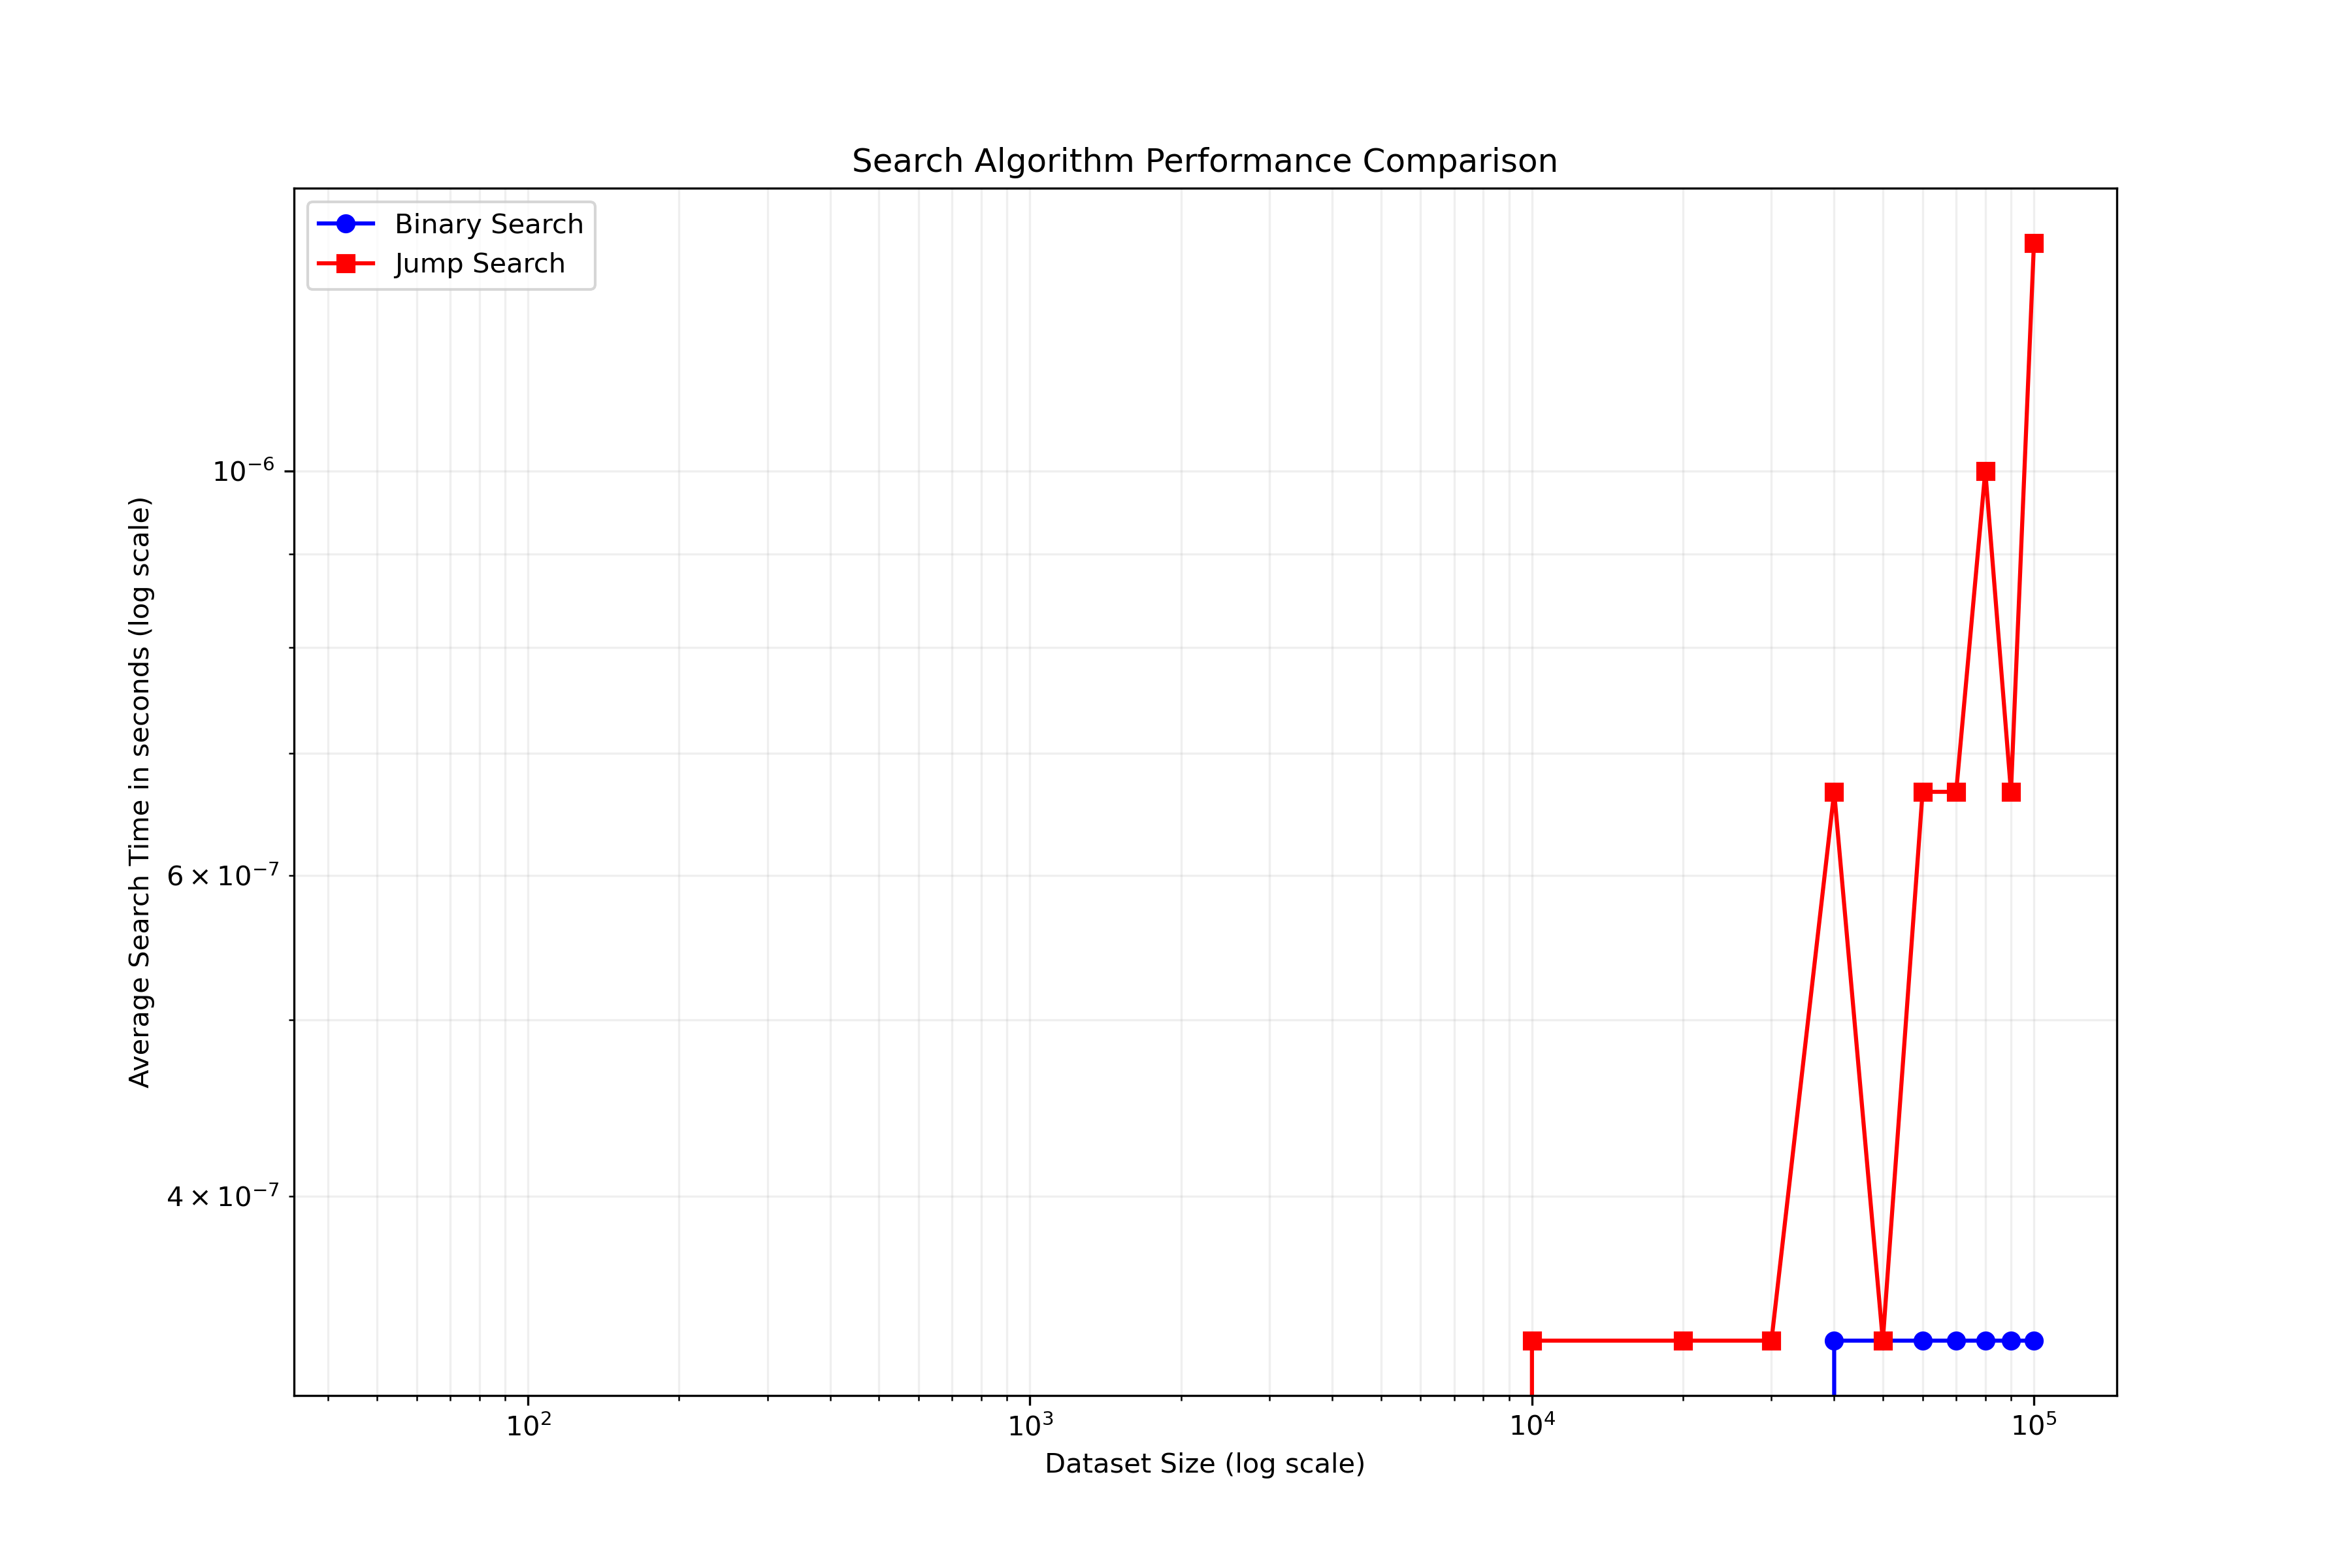 Search Algorithm Performance Comparison
Binary Search
Jump Search
10⁻⁶
6 × 10⁻⁷
4 × 10⁻⁷
Average Search Time in seconds (log scale)
10² 10³ 10⁴ 10⁵
Dataset Size (log scale)